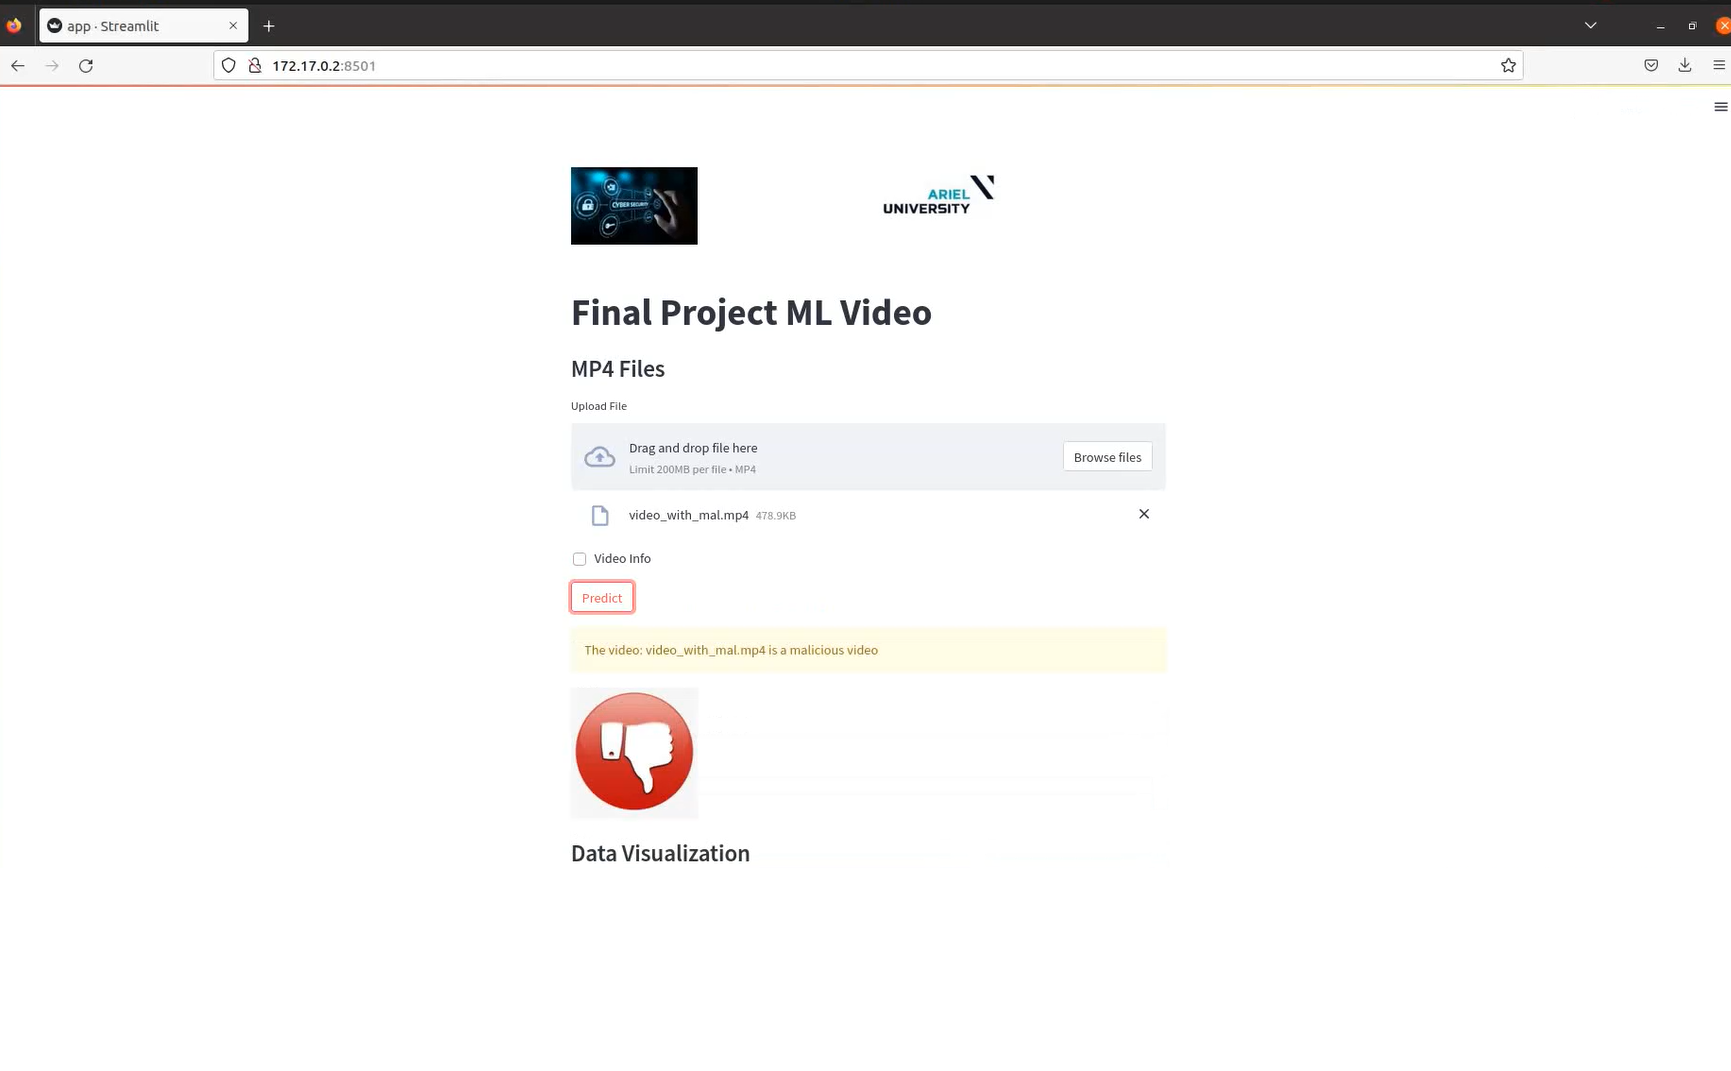 app · Streamlit
172.17.0.2:8501
CYBER SECURITY
ARIEL
UNIVERSITY
Final Project ML Video
MP4 Files
Upload File
Drag and drop file here
Limit 200MB per file • MP4
Browse files
video_with_mal.mp4 478.9KB
Video Info
Predict
The video: video_with_mal.mp4 is a malicious video
Data Visualization